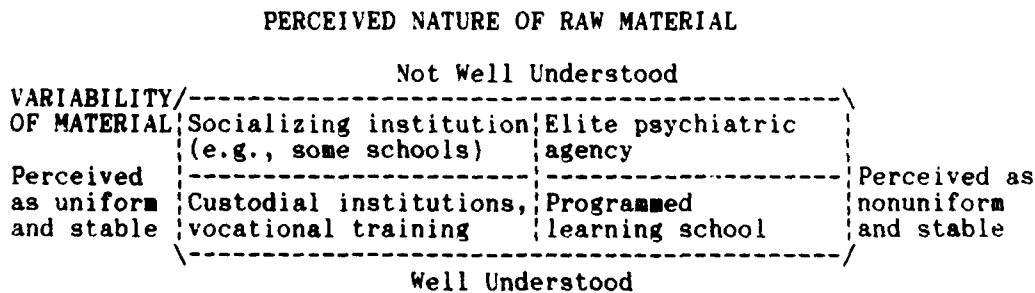 PERCEIVED NATURE OF RAW MATERIAL
Not Well Understood
VARIABILITY
OF MATERIAL Socializing institution Elite psychiatric
(e.g., some schools) agency
Perceived Perceived as
as uniform Custodial institutions, Programmed nonuniform
and stable vocational training learning school and stable
Well Understood